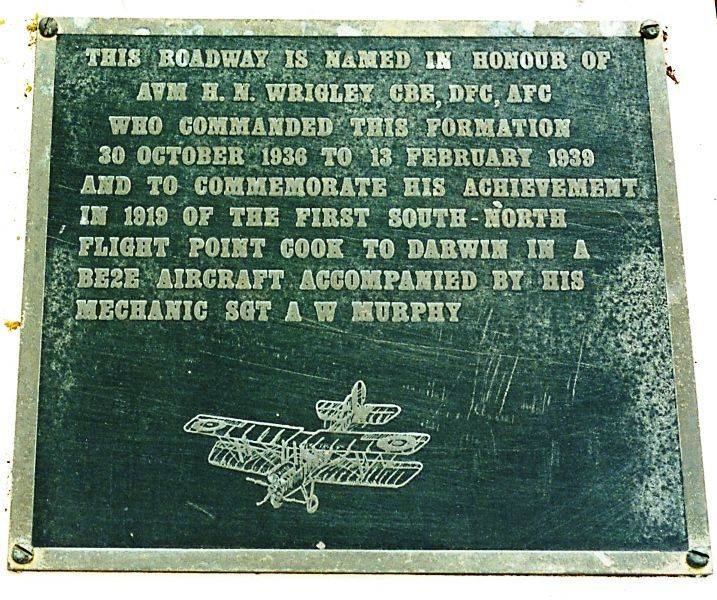 THIS ROADWAY IS NAMED IN HONOUR OF
AVM H. N. WRIGLEY CBE, DFC, AFC
WHO COMMANDED THIS FORMATION
30 OCTOBER 1936 TO 13 FEBRUARY 1939
AND TO COMMEMORATE HIS ACHIEVEMENT
IN 1919 OF THE FIRST SOUTH-NORTH
FLIGHT POINT COOK TO DARWIN IN A
BE2E AIRCRAFT ACCOMPANIED BY HIS
MECHANIC SGT A W MURPHY